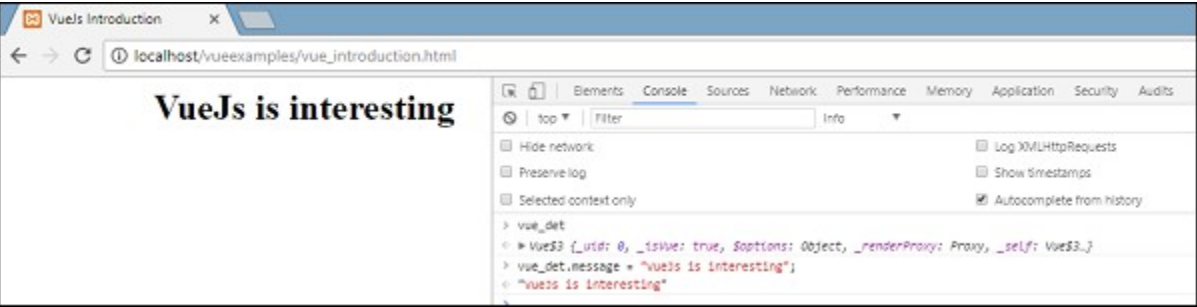 VueJs Introduction
localhost/vueexamples/vue_introduction.html
VueJs is interesting
Elements Console Sources Network Performance Memory Application Security Audits
top Filter Info
Hide network Log XMLHttpRequests
Preserve log Show timestamps
Selected context only Autocomplete from history
> vue_det
Vue$3 {_uid: 0, _isVue: true, $options: Object, _renderProxy: Proxy, _self: Vue$3…}
> vue_det.message = "VueJs is interesting";
"VueJs is interesting"
>